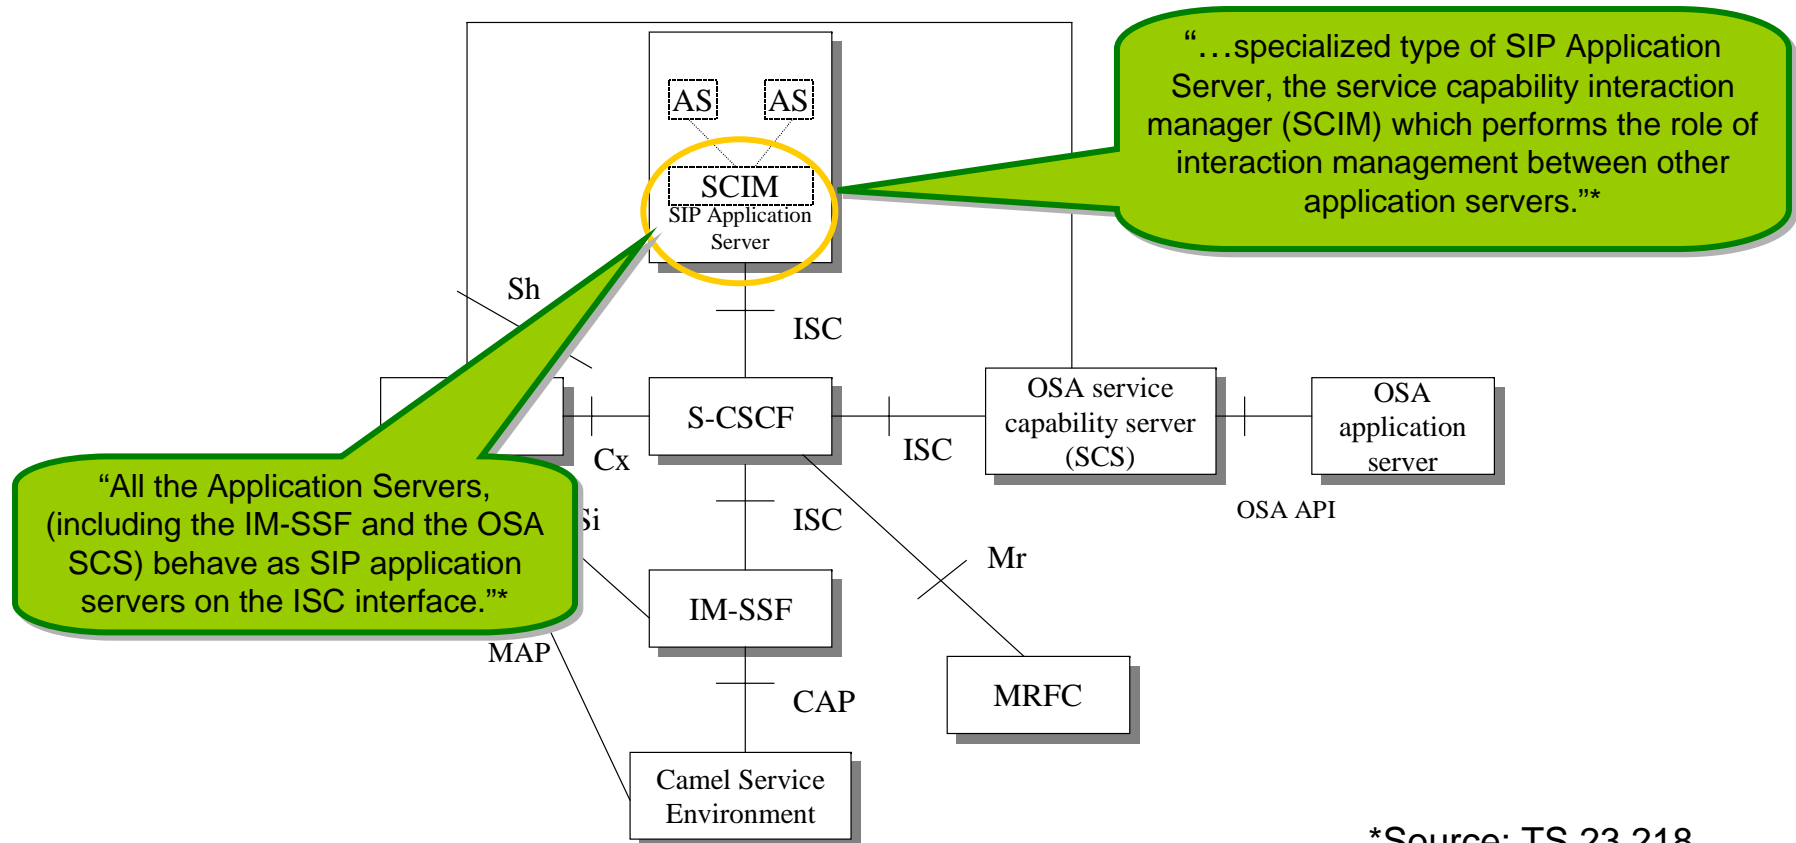 “…specialized type of SIP Application
Server, the service capability interaction
manager (SCIM) which performs the role of
interaction management between other
application servers.”*
AS
AS
SCIM
SIP Application
Server
Sh
ISC
S-CSCF
OSA service
capability server
(SCS)
OSA
application
server
Cx
ISC
“All the Application Servers,
(including the IM-SSF and the OSA
SCS) behave as SIP application
servers on the ISC interface.”*
Si
ISC
OSA API
Mr
IM-SSF
MAP
CAP
MRFC
Camel Service
Environment
*Source: TS 23.218